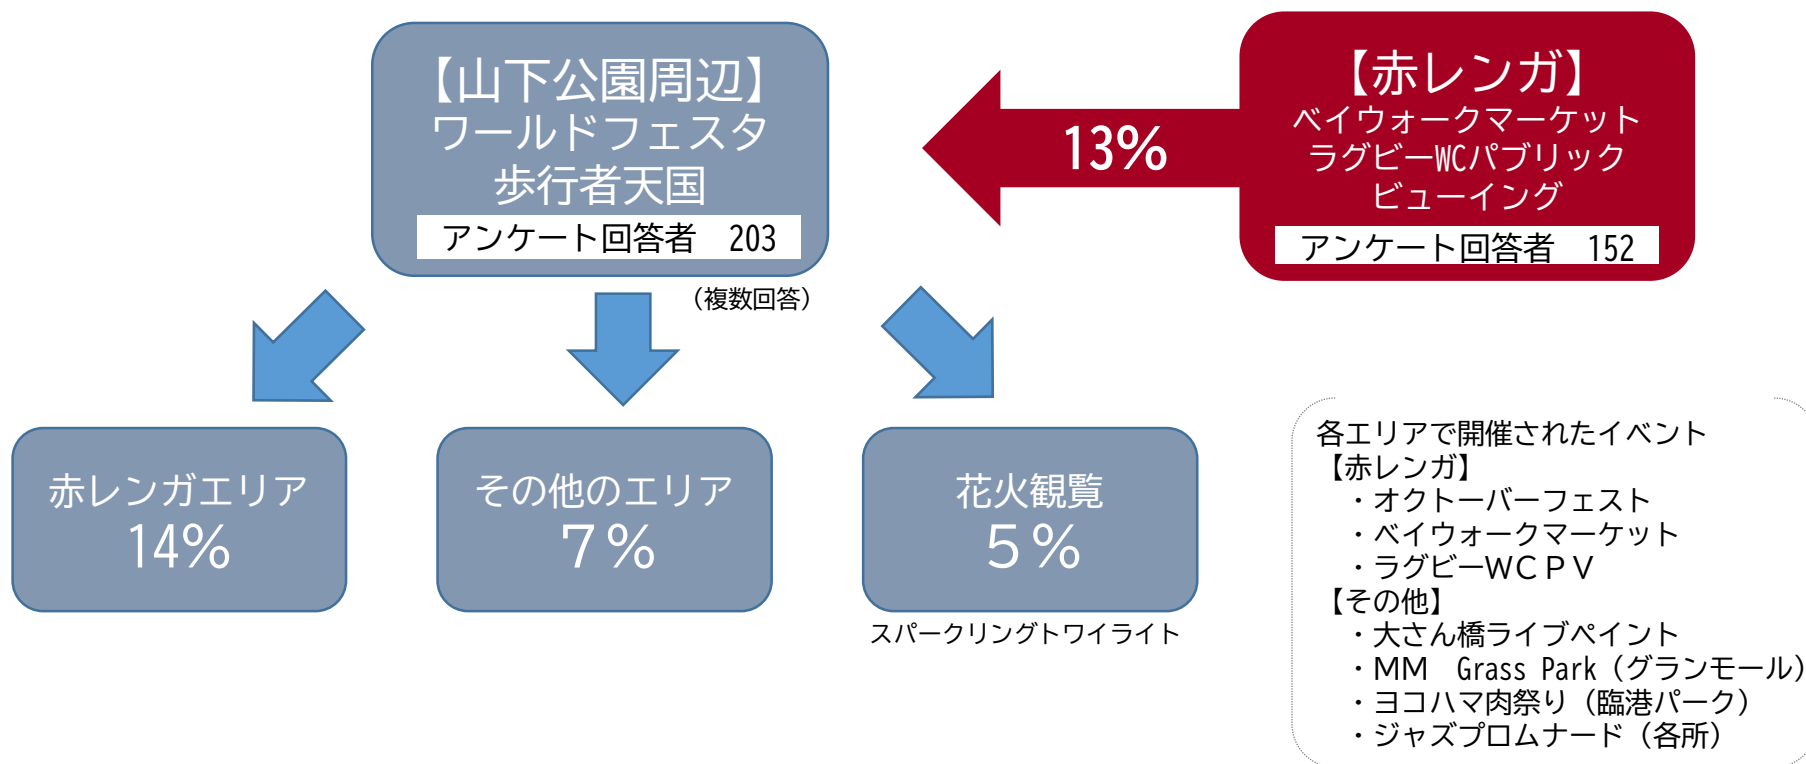 【山下公園周辺】
ワールドフェスタ
歩行者天国
アンケート回答者　203
（複数回答）
13%
【赤レンガ】
ベイウォークマーケット
ラグビーWCパブリック
ビューイング
アンケート回答者　152
赤レンガエリア
14%
その他のエリア
７％
花火観覧
５％
スパークリングトワイライト
各エリアで開催されたイベント
【赤レンガ】
・オクトーバーフェスト
・ベイウォークマーケット
・ラグビーＷＣＰＶ
【その他】
・大さん橋ライブペイント
・ＭＭ　Grass Park（グランモール）
・ヨコハマ肉祭り（臨港パーク）
・ジャズプロムナード（各所）